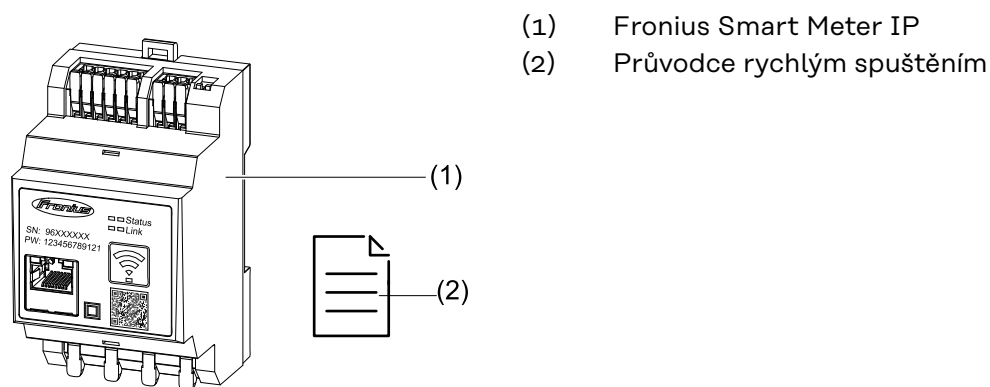 (1) Fronius Smart Meter IP
(2) Průvodce rychlým spuštěním
(1)
Fronius
Status
Link
SN: 96XXXXXX
PW: 123456789121
(2)